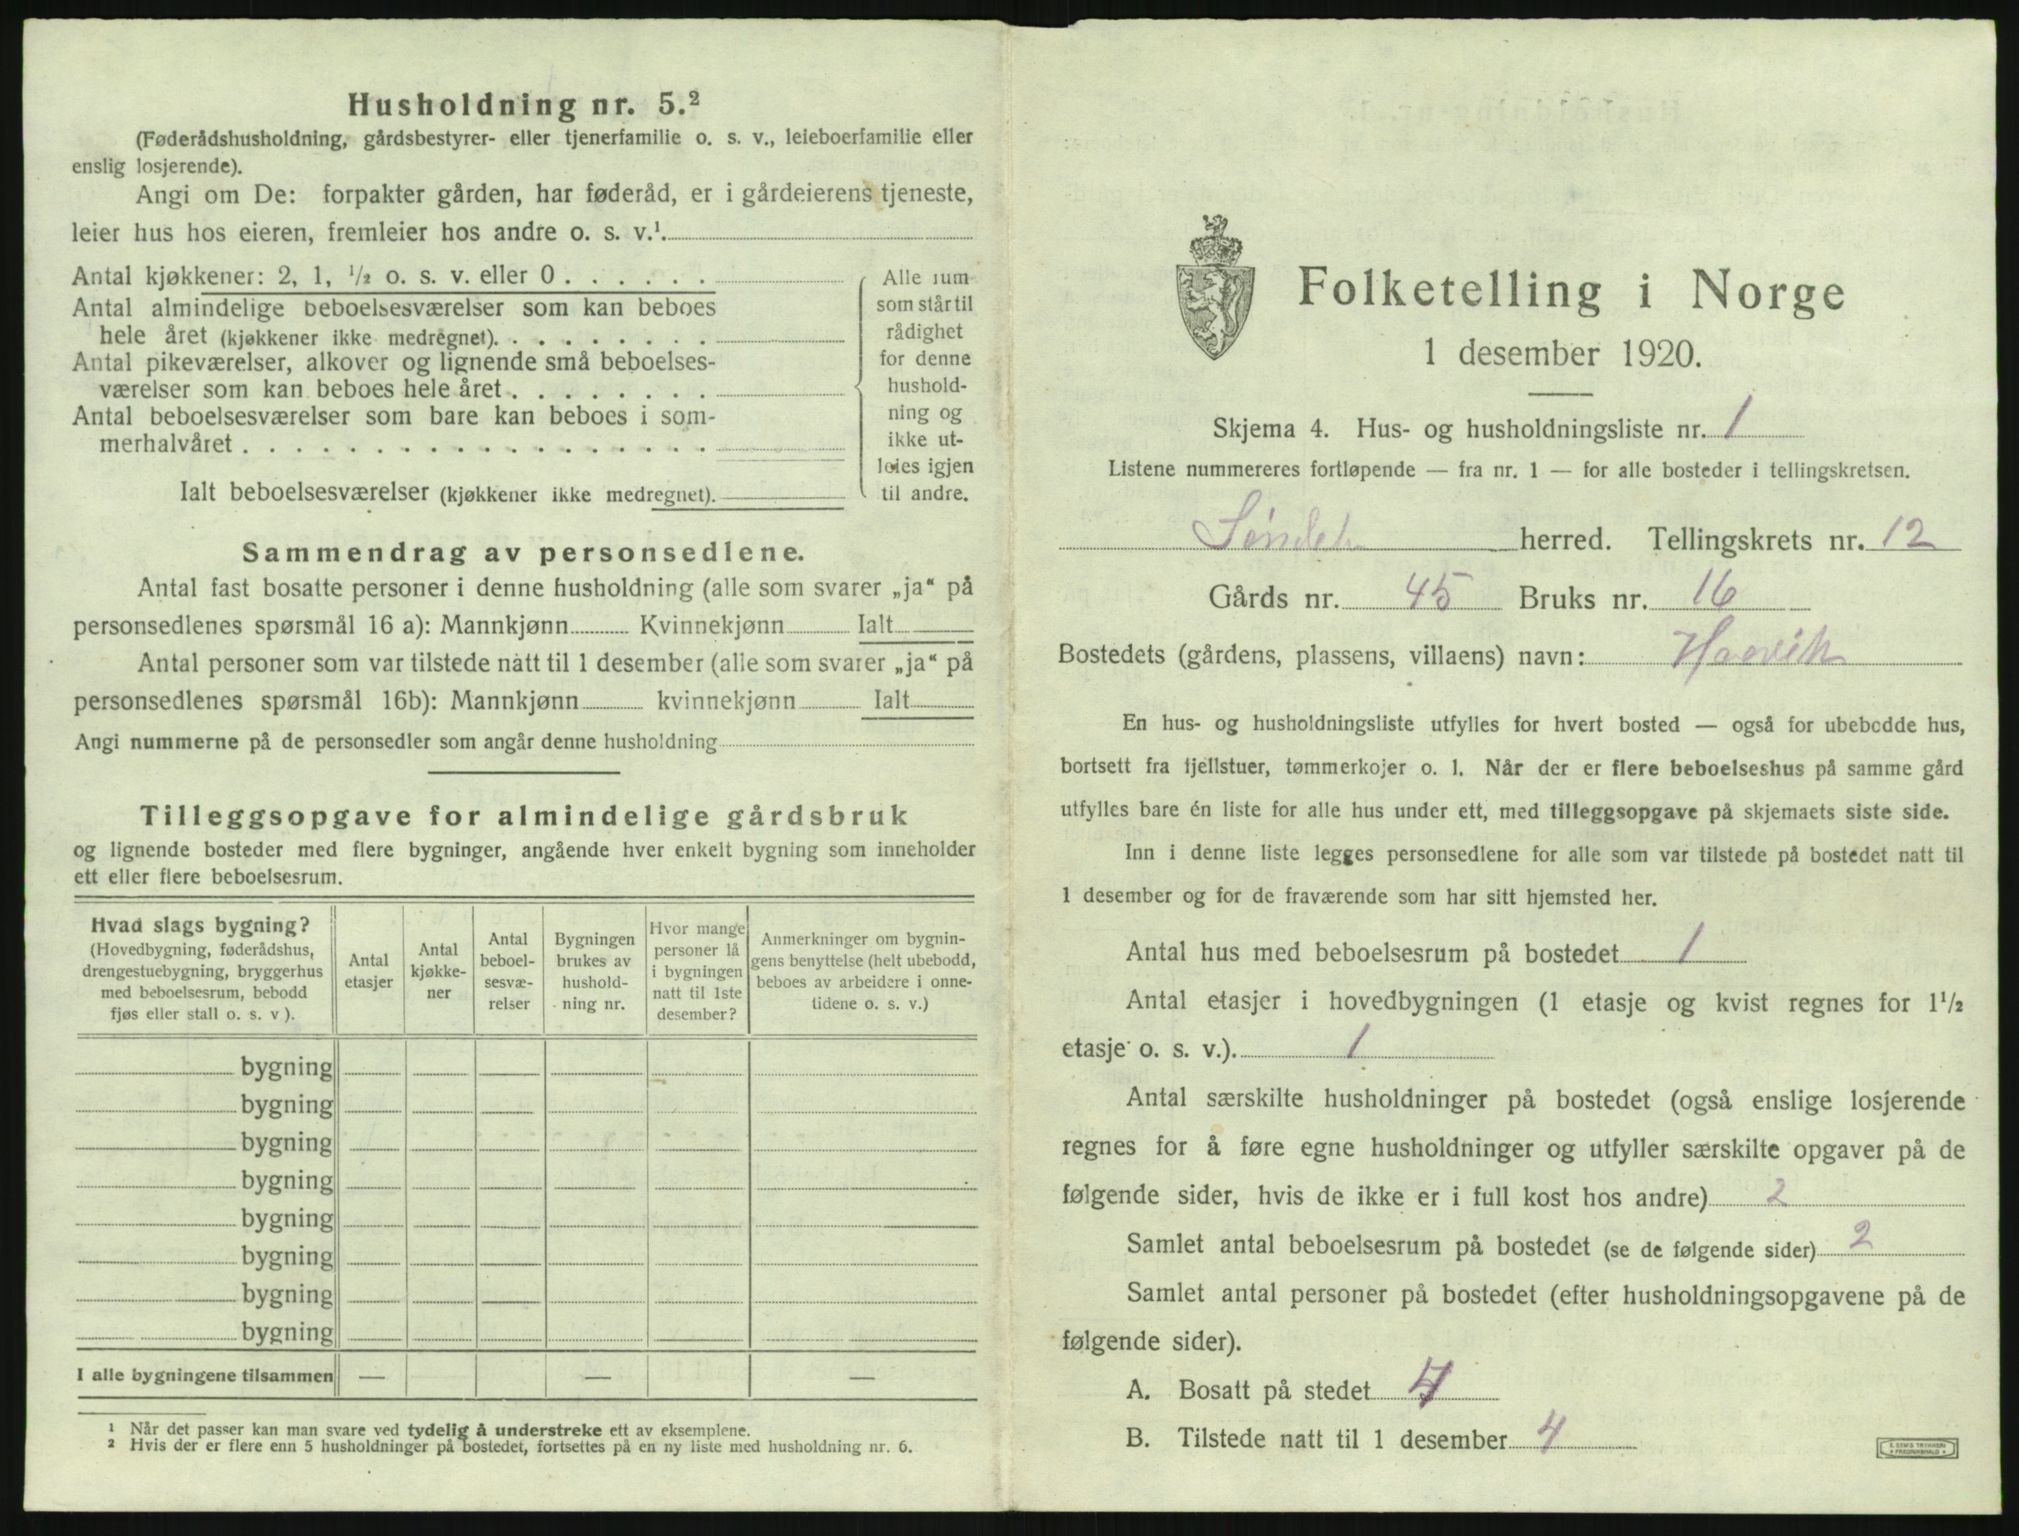 Husholdning nr. 5.²
(Føderådshusholdning, gårdsbestyrer- eller tjenerfamilie o. s. v., leieboerfamilie eller
enslig losjerende).
Angi om De: forpakter gården, har føderåd, er i gårdeierens tjeneste,
leier hus hos eieren, fremleier hos andre o. s. v.¹.
Antal kjøkkener: 2, 1, ½ o. s. v. eller 0 . . . . . .
Antal almindelige beboelsesværelser som kan beboes
hele året (kjøkkener ikke medregnet). . . . . . . . .
Antal pikeværelser, alkover og lignende små beboelses-
værelser som kan beboes hele året . . . . . . . .
Antal beboelsesværelser som bare kan beboes i som-
merhalvåret . . . . . . . . . . . . . . . . . .
Ialt beboelsesværelser (kjøkkener ikke medregnet).
Alle rum
som står til
rådighet
for denne
hushold-
ning og
ikke ut-
leies igjen
til andre.
Sammendrag av personsedlene.
Antal fast bosatte personer i denne husholdning (alle som svarer „ja“ på
personsedlenes spørsmål 16 a): Mannkjønn Kvinnekjønn Ialt
Antal personer som var tilstede natt til 1 desember (alle som svarer „ja“ på
personsedlenes spørsmål 16b): Mannkjønn kvinnekjønn Ialt
Angi nummerne på de personsedler som angår denne husholdning
Tilleggsopgave for almindelige gårdsbruk
og lignende bosteder med flere bygninger, angående hver enkelt bygning som inneholder
ett eller flere beboelsesrum.
Hvad slags bygning?
(Hovedbygning, føderådshus,
drengestuebygning, bryggerhus
med beboelsesrum, bebodd
fjøs eller stall o. s. v ).
Antal
etasjer
Antal
kjøkke-
ner
Antal
beboel-
sesvæ-
relser
Bygningen
brukes av
hushold-
ning nr.
Hvor mange
personer lå
i bygningen
natt til 1ste
desember?
Anmerkninger om bygnin-
gens benyttelse (helt ubebodd,
beboes av arbeidere i onne-
tidene o. s. v.)
bygning
bygning
bygning
bygning
bygning
bygning
bygning
bygning
I alle bygningene tilsammen — — —
¹ Når det passer kan man svare ved tydelig å understreke ett av eksemplene.
² Hvis der er flere enn 5 husholdninger på bostedet, fortsettes på en ny liste med husholdning nr. 6.
Folketelling i Norge
1 desember 1920.
Skjema 4. Hus- og husholdningsliste nr. 1
Listene nummereres fortløpende — fra nr. 1 — for alle bosteder i tellingskretsen.
herred. Tellingskrets nr. 12
Gårds nr. 45 Bruks nr. 16
Bostedets (gårdens, plassens, villaens) navn: Haavik
En hus- og husholdningsliste utfylles for hvert bosted — også for ubebodde hus,
bortsett fra fjellstuer, tømmerkojer o. l. Når der er flere beboelseshus på samme gård
utfylles bare én liste for alle hus under ett, med tilleggsopgave på skjemaets siste side.
Inn i denne liste legges personsedlene for alle som var tilstede på bostedet natt til
1 desember og for de fraværende som har sitt hjemsted her.
Antal hus med beboelsesrum på bostedet 1
Antal etasjer i hovedbygningen (1 etasje og kvist regnes for 1½
etasje o. s. v.). 1
Antal særskilte husholdninger på bostedet (også enslige losjerende
regnes for å føre egne husholdninger og utfyller særskilte opgaver på de
følgende sider, hvis de ikke er i full kost hos andre) 2
Samlet antal beboelsesrum på bostedet (se de følgende sider) 2
Samlet antal personer på bostedet (efter husholdningsopgavene på de
følgende sider).
A. Bosatt på stedet
B. Tilstede natt til 1 desember 4